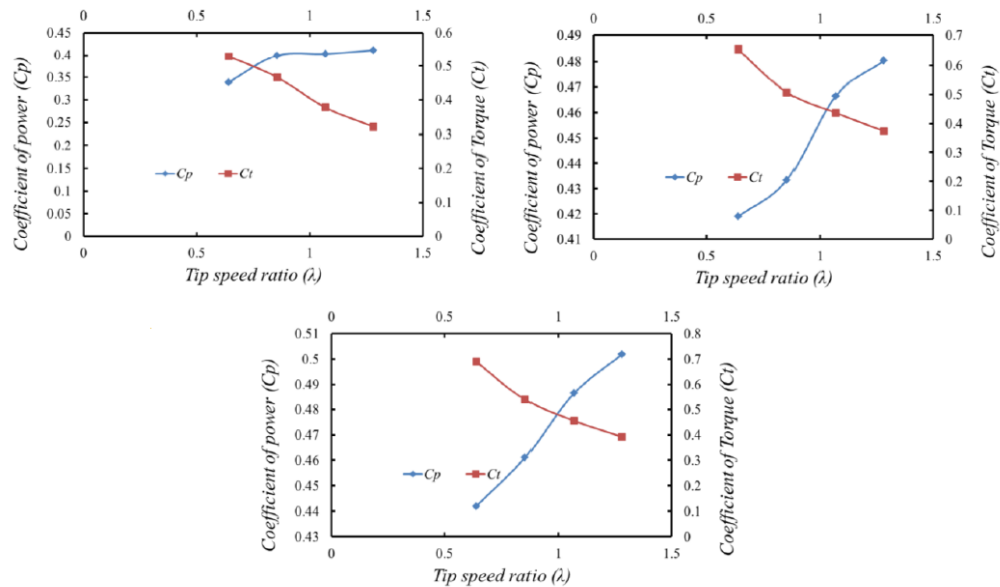 0 0.5 1 1.5
0.45 0.6
0.4 0.5
0.35
0.3 0.4
0.25 0.3
0.2
0.15 0.2
0.1 0.1
0.05
0 0
Coefficient of power (Cp)
Cp Ct
Coefficient of Torque (Ct)
0 0.5 1 1.5
Tip speed ratio (λ)
0 0.5 1 1.5
0.49 0.7
0.48 0.6
0.47 0.5
0.46 0.4
0.45
0.44 0.3
0.43 0.2
0.42 0.1
0.41 0
Coefficient of power (Cp)
Cp Ct
Coefficient of Torque (Ct)
0 0.5 1 1.5
Tip speed ratio (λ)
0 0.5 1 1.5
0.51 0.8
0.5 0.7
0.49 0.6
0.48 0.5
0.47 0.4
0.46 0.3
0.45 0.2
0.44 0.1
0.43 0
Coefficient of power (Cp)
Cp Ct
Coefficient of Torque (Ct)
0 0.5 1 1.5
Tip speed ratio (λ)